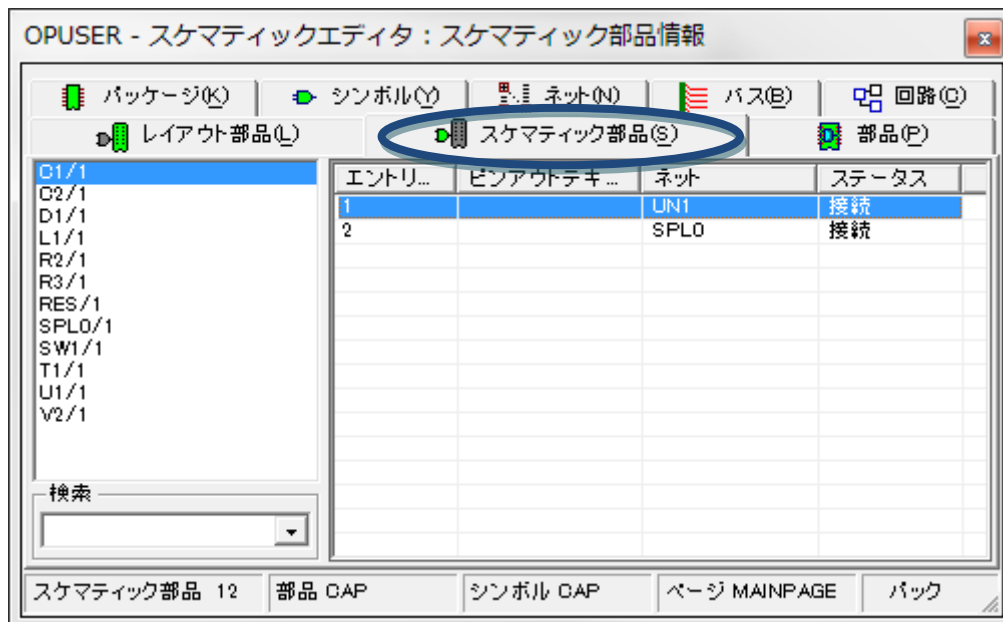 OPUSER - スケマティックエディタ：スケマティック部品情報
パッケージ(K) シンボル(Y) ネット(N) バス(B) 回路(C)
レイアウト部品(L) スケマティック部品(S) 部品(P)
C1/1
C2/1
D1/1
L1/1
R2/1
R3/1
RES/1
SPL0/1
SW1/1
T1/1
U1/1
V2/1
検索
エントリ... ピンアウトテキ... ネット ステータス
1 UN1 接続
2 SPL0 接続
スケマティック部品 12 部品 CAP シンボル CAP ページ MAINPAGE パック